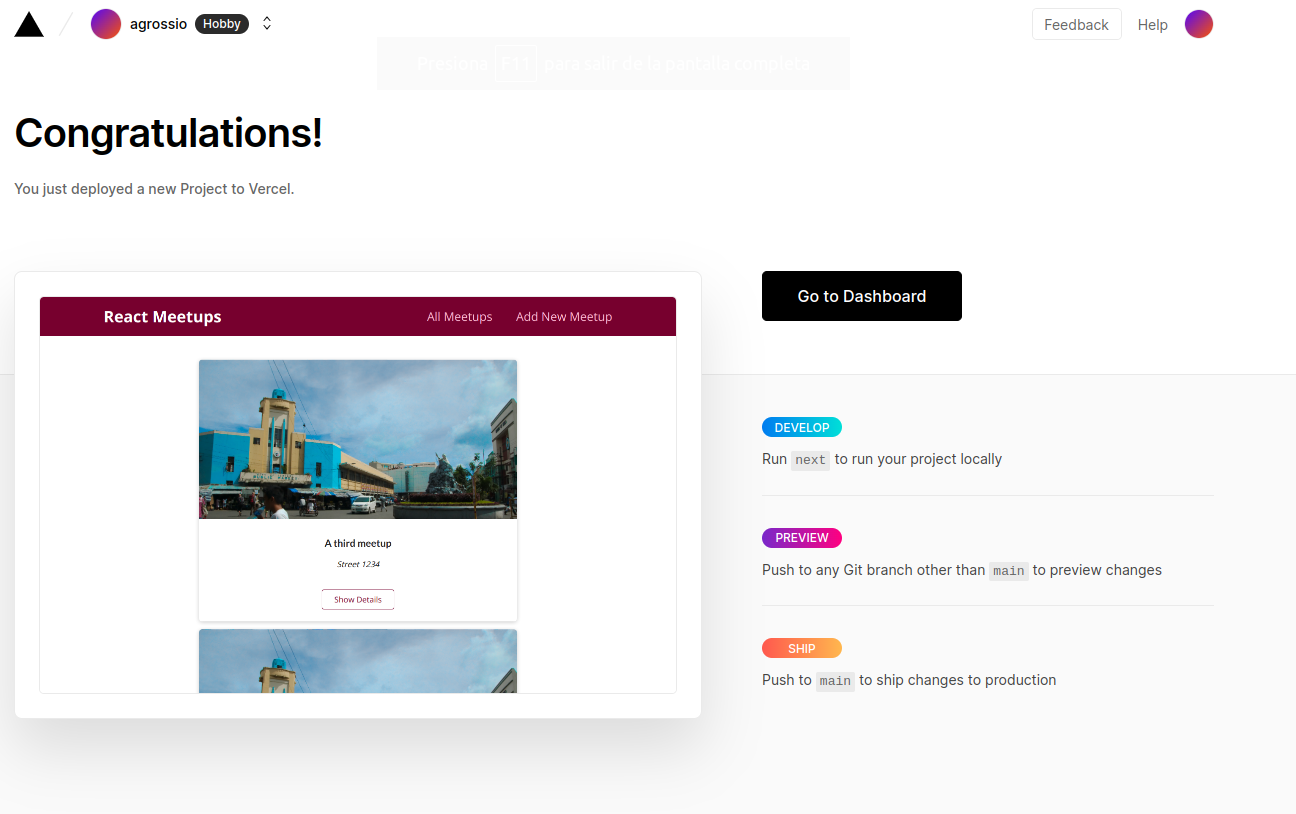 agrossio Hobby
Feedback Help
Presiona F11 para salir de la pantalla completa
Congratulations!
You just deployed a new Project to Vercel.
React Meetups All Meetups Add New Meetup
A third meetup
Street 1234
Show Details
Go to Dashboard
DEVELOP
Run next to run your project locally
PREVIEW
Push to any Git branch other than main to preview changes
SHIP
Push to main to ship changes to production